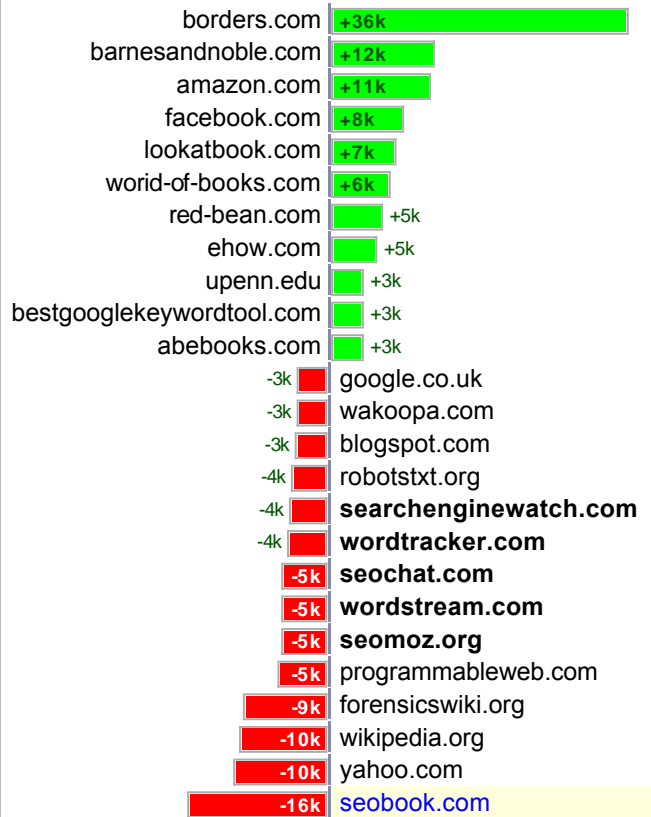 borders.com +36k
barnesandnoble.com +12k
amazon.com +11k
facebook.com +8k
lookatbook.com +7k
worid-of-books.com +6k
red-bean.com +5k
ehow.com +5k
upenn.edu +3k
bestgooglekeywordtool.com +3k
abebooks.com +3k
-3k google.co.uk
-3k wakoopa.com
-3k blogspot.com
-4k robotstxt.org
-4k searchenginewatch.com
-4k wordtracker.com
-5k seochat.com
-5k wordstream.com
-5k seomoz.org
-5k programmableweb.com
-9k forensicswiki.org
-10k wikipedia.org
-10k yahoo.com
-16k seobook.com